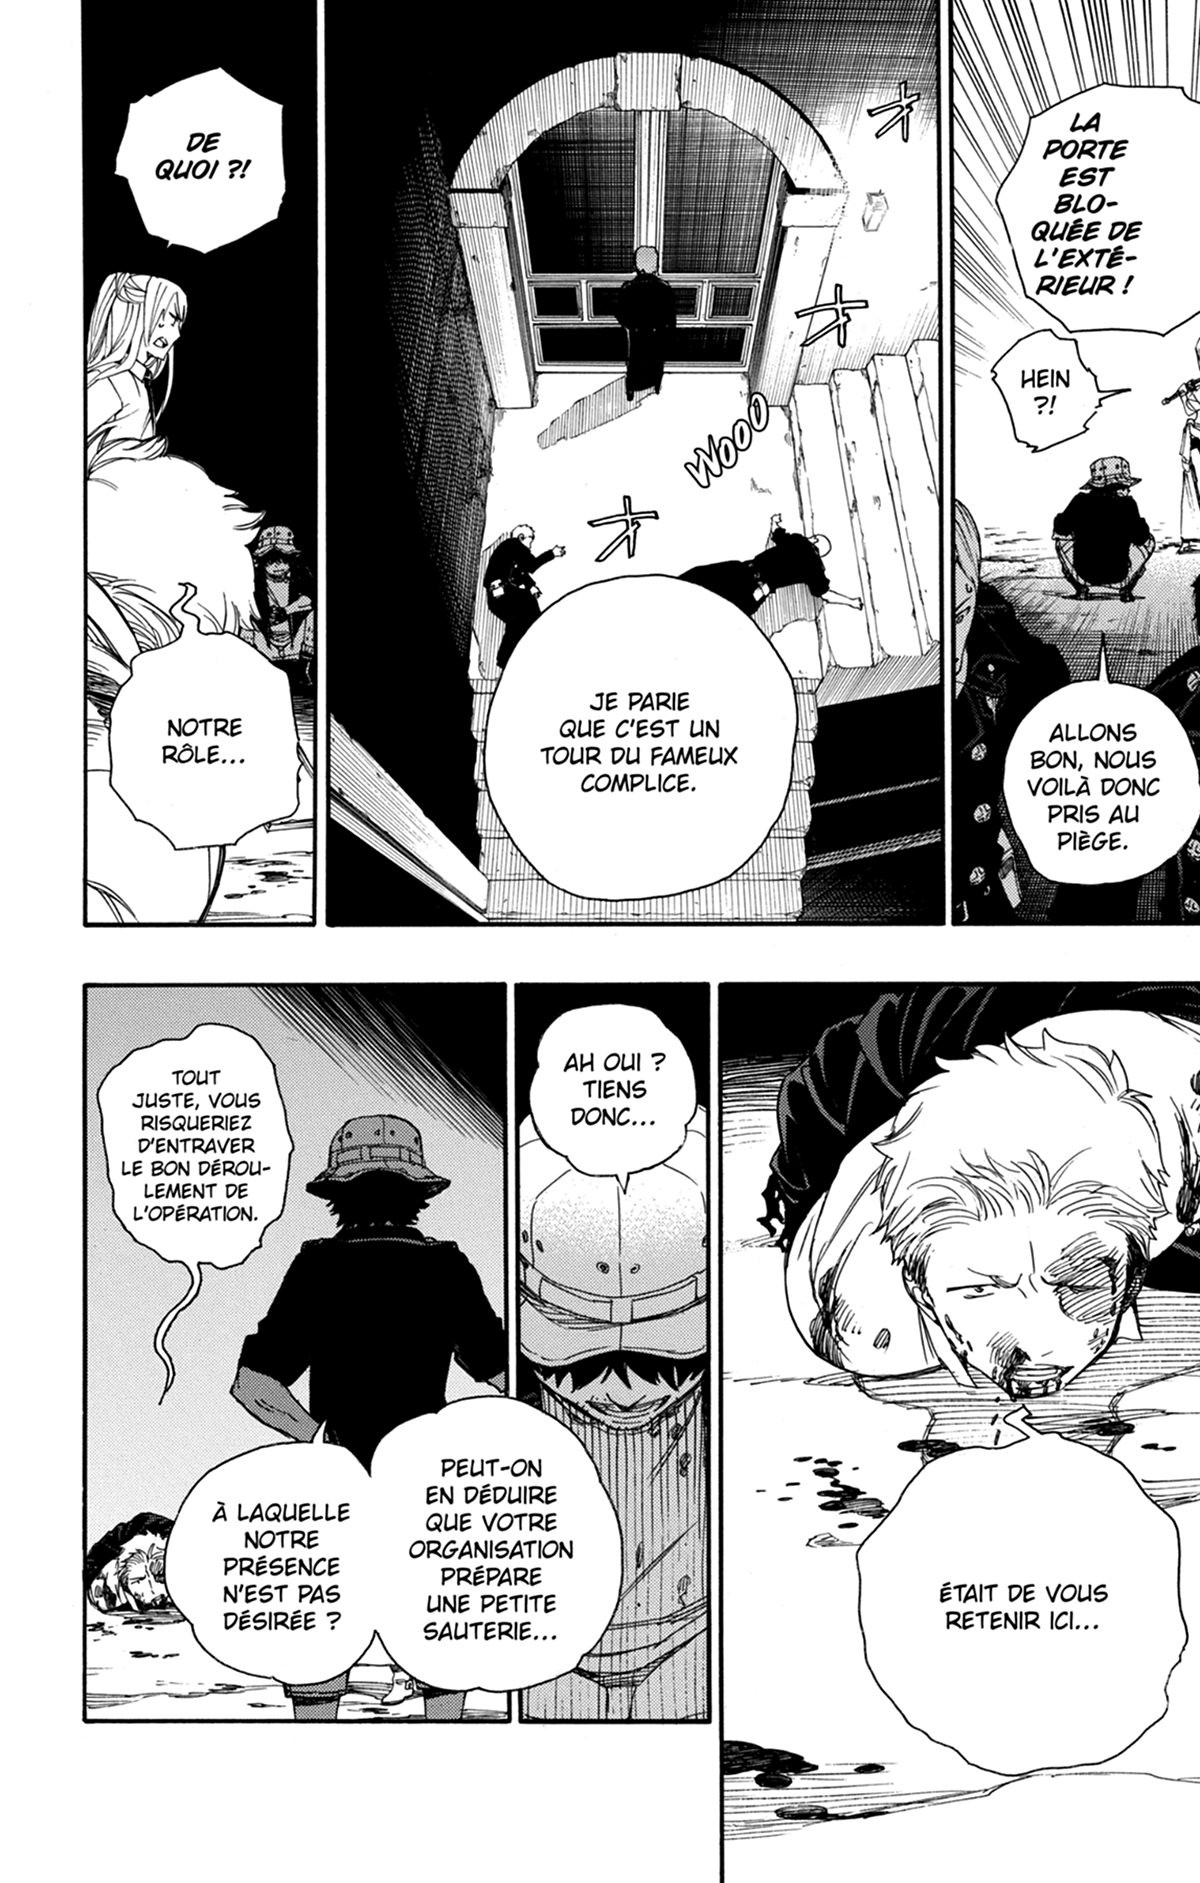 LA
PORTE
EST
BLO-
QUÉE DE
L'EXTÉ-
RIEUR !
HEIN
?!
ALLONS
BON, NOUS
VOILÀ DONC
PRIS AU
PIÈGE.
オ
オ
オ
WOOO
JE PARIE
QUE C'EST UN
TOUR DU FAMEUX
COMPLICE.
DE
QUOI ?!
NOTRE
RÔLE...
ÉTAIT DE VOUS
RETENIR ICI...
AH OUI ?
TIENS
DONC...
PEUT-ON
EN DÉDUIRE
QUE VOTRE
ORGANISATION
PRÉPARE
UNE PETITE
SAUTERIE...
À LAQUELLE
NOTRE
PRÉSENCE
N'EST PAS
DÉSIRÉE ?
TOUT
JUSTE, VOUS
RISQUERIEZ
D'ENTRAVER
LE BON DÉROU-
LEMENT DE
L'OPÉRATION.